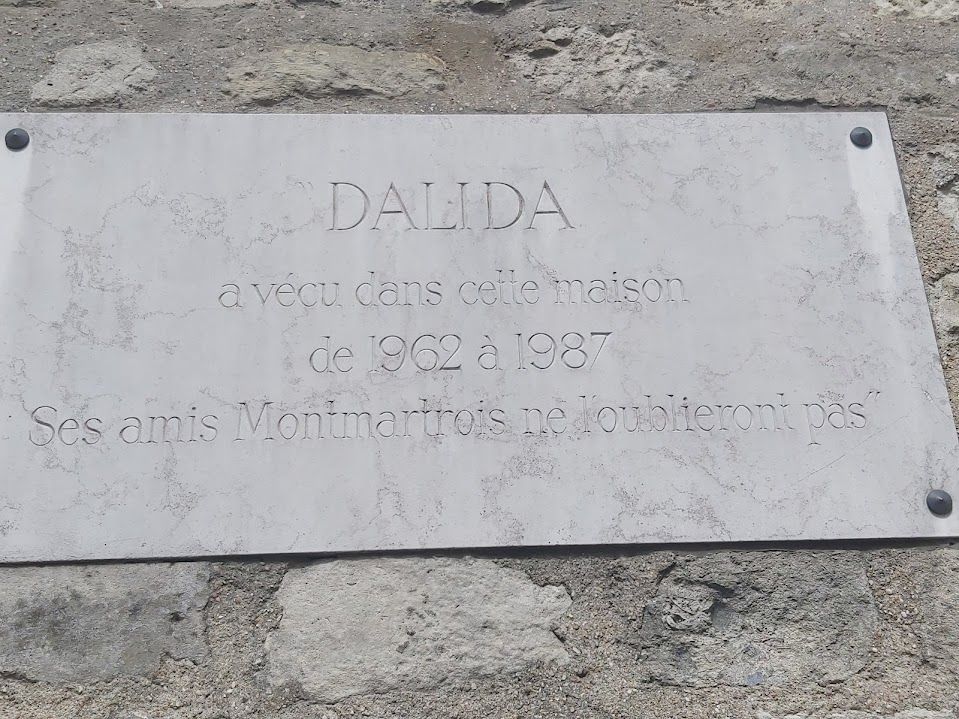 "DALIDA
a vécu dans cette maison
de 1962 à 1987
Ses amis Montmartrois ne l'oublieront pas"